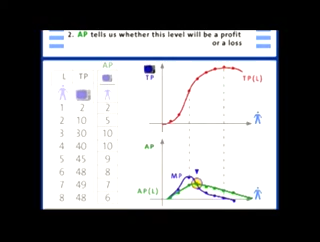 2. AP tells us whether this level will be a profit
or a loss
AP
L TP
1 2 2
2 10 5
3 30 10
4 40 10
5 45 9
6 48 8
7 49 7
8 48 6
TP
TP(L)
AP
MP
AP(L)